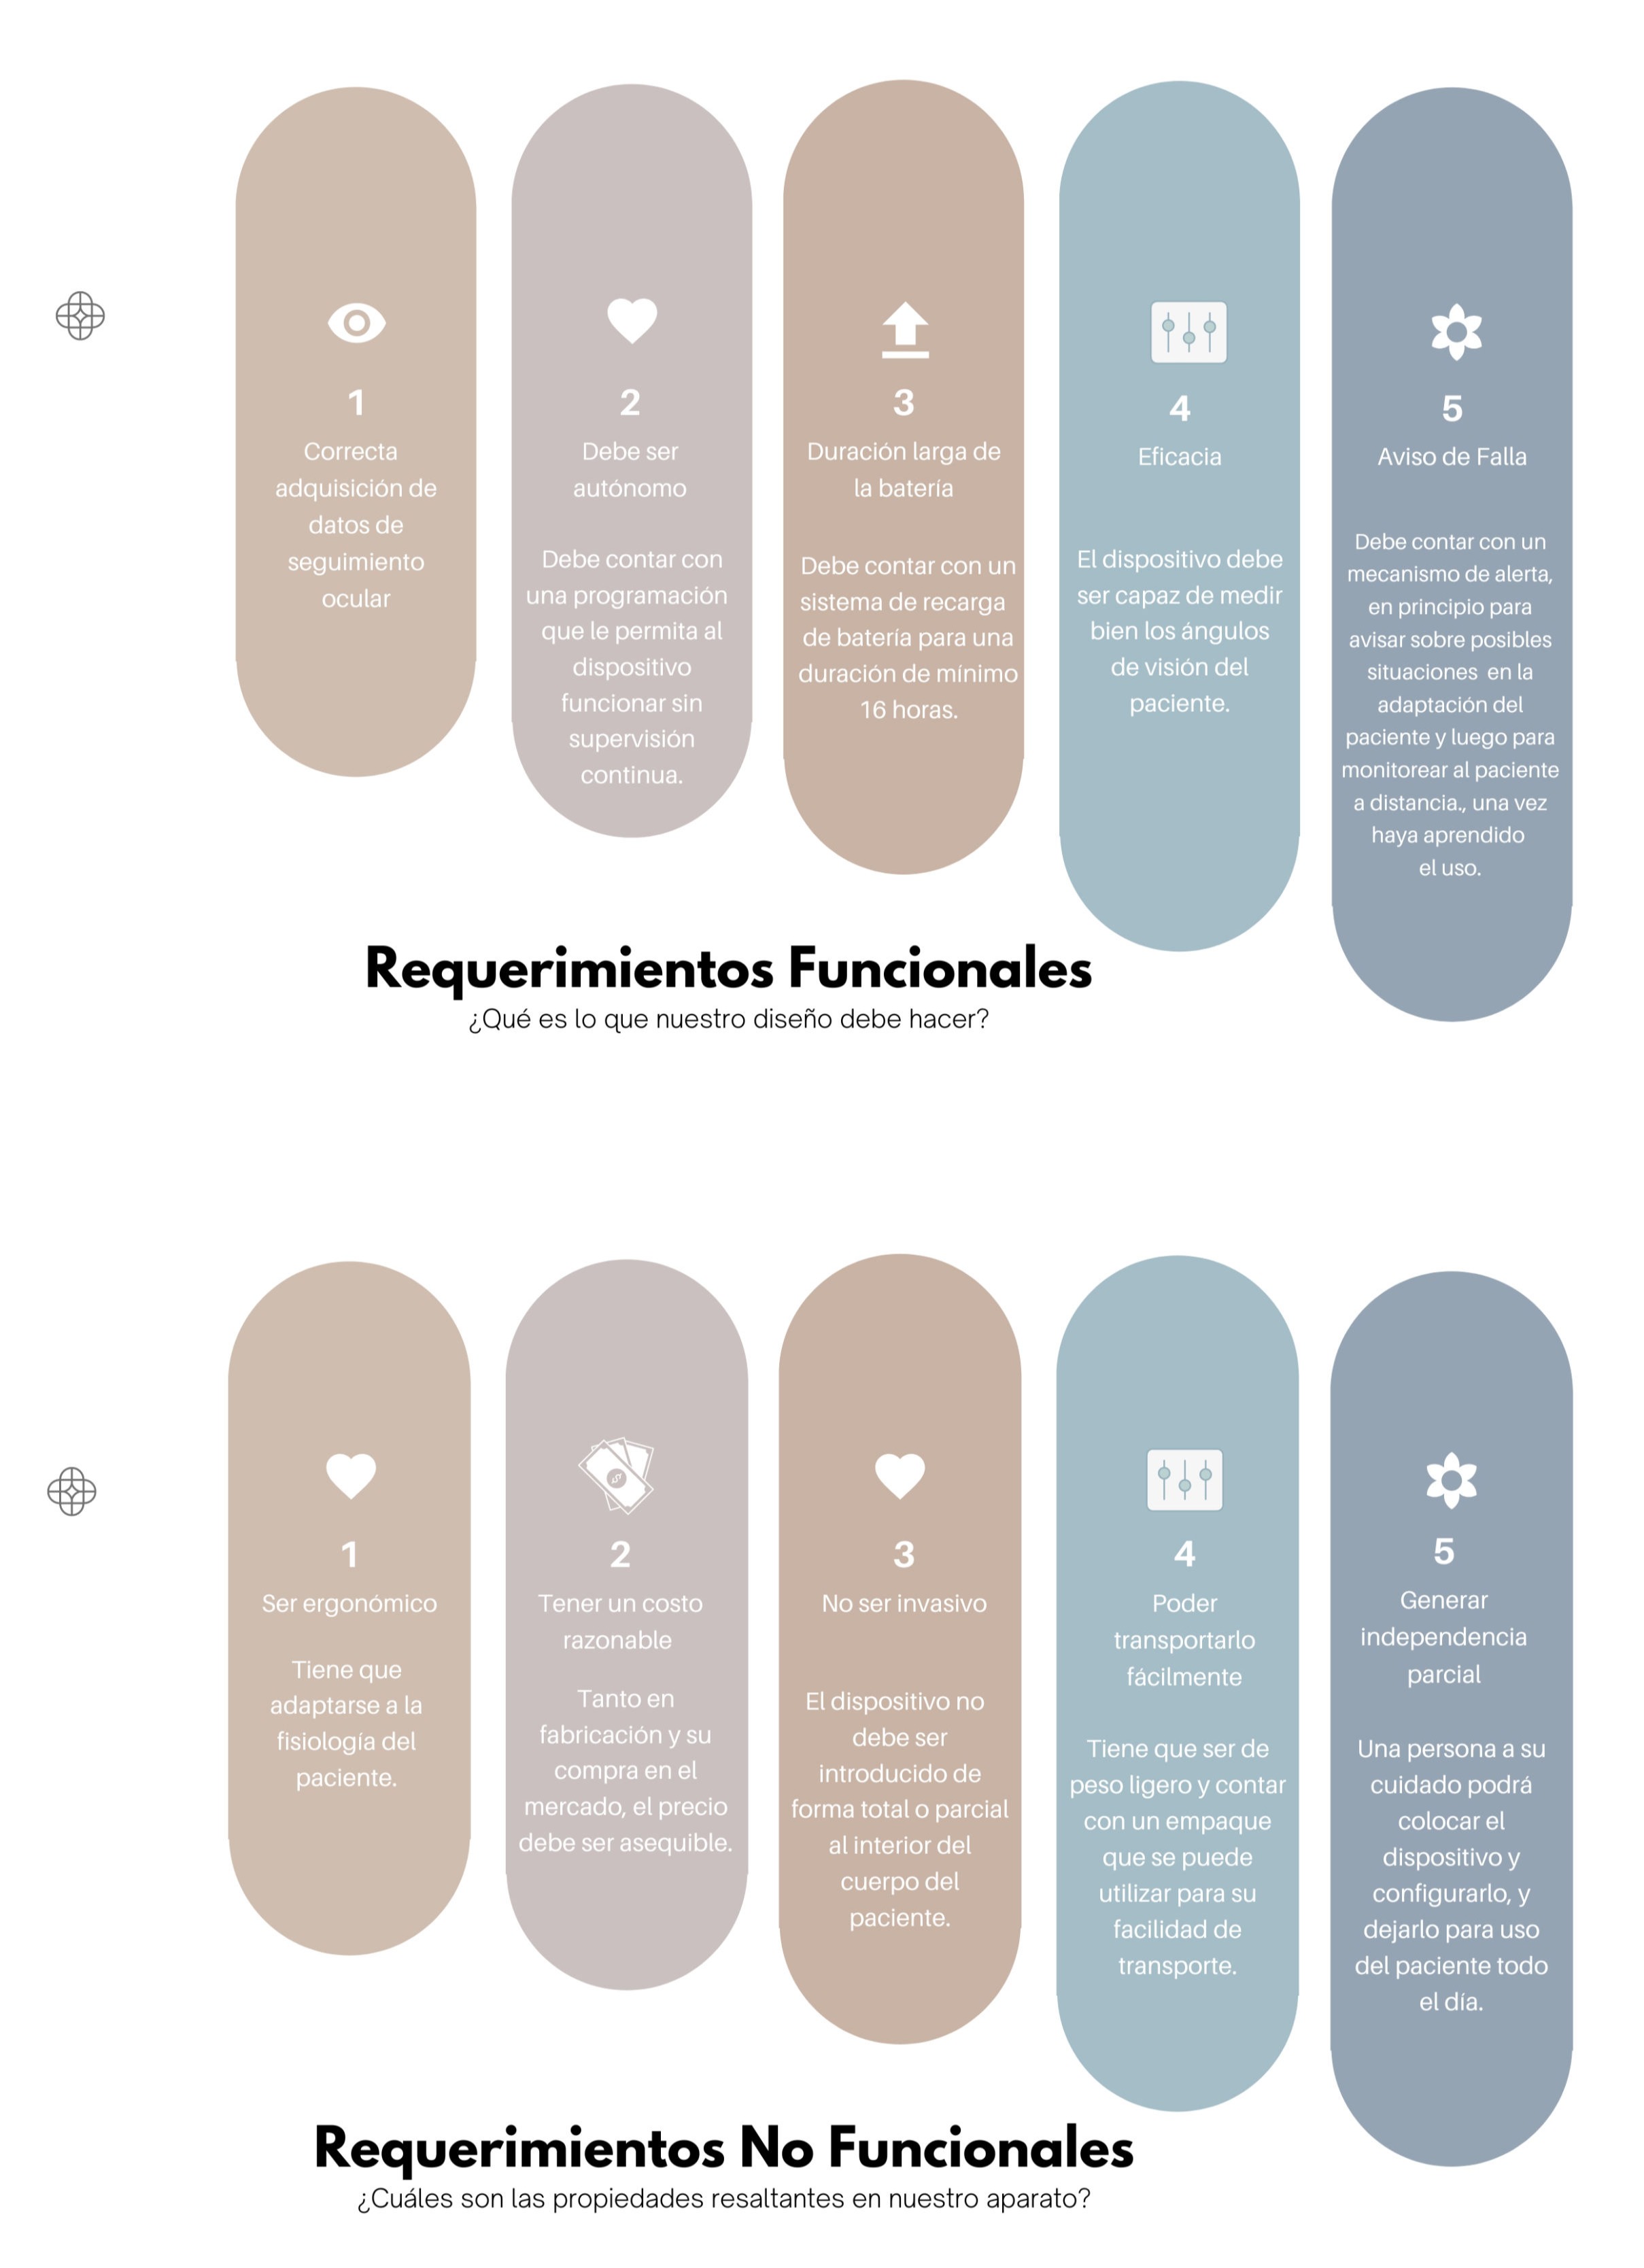 1
Correcta
adquisición de
datos de
seguimiento
ocular
2
Debe ser
autónomo
Debe contar con
una programación
que le permita al
dispositivo
funcionar sin
supervisión
continua.
3
Duración larga de
la batería
Debe contar con un
sistema de recarga
de batería para una
duración de mínimo
16 horas.
4
Eficacia
El dispositivo debe
ser capaz de medir
bien los ángulos
de visión del
paciente.
5
Aviso de Falla
Debe contar con un
mecanismo de alerta,
en principio para
avisar sobre posibles
situaciones en la
adaptación del
paciente y luego para
monitorear al paciente
a distancia., una vez
haya aprendido
el uso.
Requerimientos Funcionales
¿Qué es lo que nuestro diseño debe hacer?
1
Ser ergonómico
Tiene que
adaptarse a la
fisiología del
paciente.
2
Tener un costo
razonable
Tanto en
fabricación y su
compra en el
mercado, el precio
debe ser asequible.
3
No ser invasivo
El dispositivo no
debe ser
introducido de
forma total o parcial
al interior del
cuerpo del
paciente.
4
Poder
transportarlo
fácilmente
Tiene que ser de
peso ligero y contar
con un empaque
que se puede
utilizar para su
facilidad de
transporte.
5
Generar
independencia
parcial
Una persona a su
cuidado podrá
colocar el
dispositivo y
configurarlo, y
dejarlo para uso
del paciente todo
el día.
Requerimientos No Funcionales
¿Cuáles son las propiedades resaltantes en nuestro aparato?